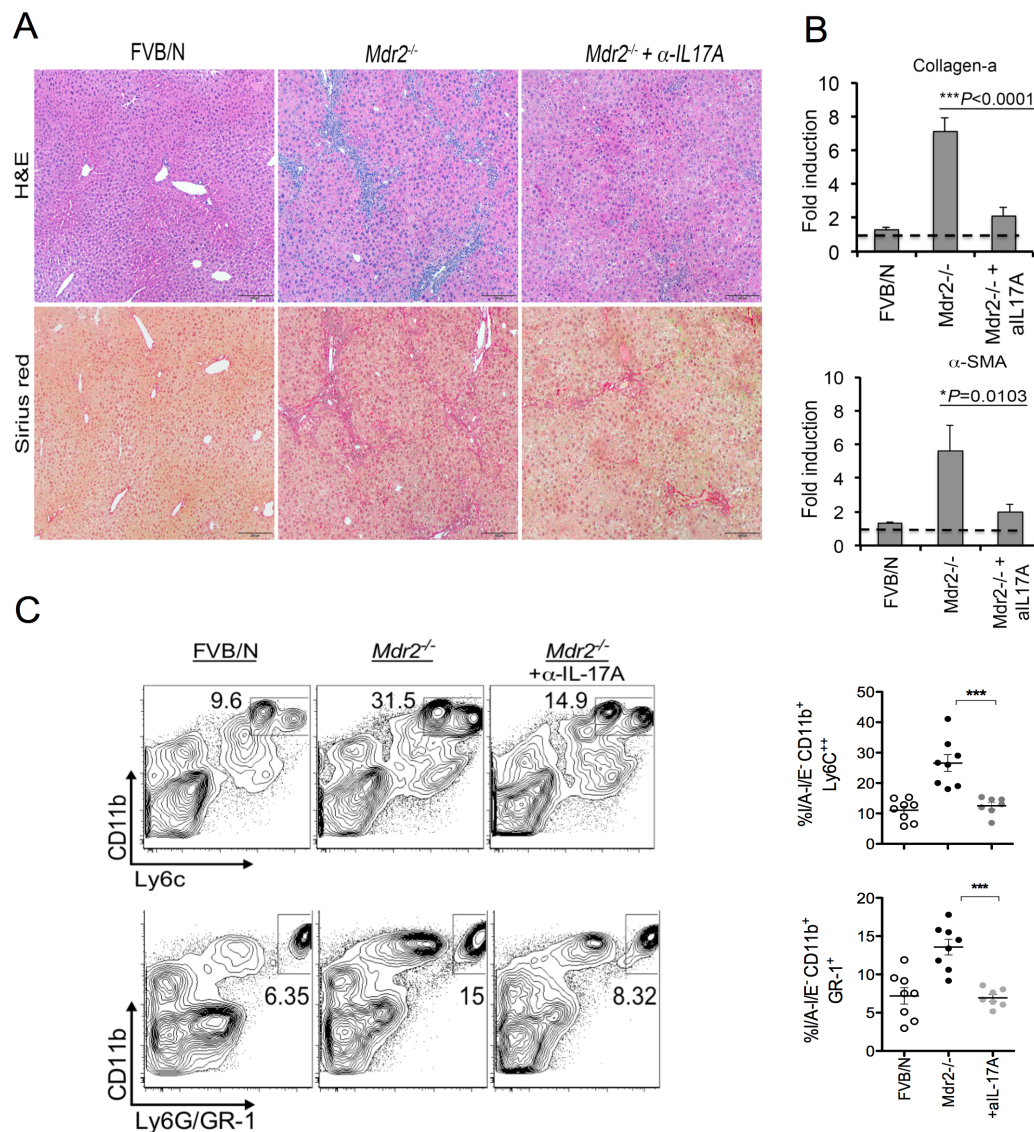 A
FVB/N
Mdr2-/-
Mdr2-/- + α-IL17A
H&E
Sirius red
B
Collagen-a
***P<0.0001
Fold induction
10
8
6
4
2
0
FVB/N
Mdr2-/-
Mdr2-/- +
aIL17A
α-SMA
*P=0.0103
Fold induction
10
8
6
4
2
0
FVB/N
Mdr2-/-
Mdr2-/- +
aIL17A
C
FVB/N
Mdr2-/-
Mdr2-/-
+α-IL-17A
9.6
31.5
14.9
CD11b
Ly6c
6.35
15
8.32
CD11b
Ly6G/GR-1
%I/A-I/E- CD11b+
Ly6C++
50
40
30
20
10
0
***
%I/A-I/E- CD11b+
GR-1+
20
15
10
5
0
***
FVB/N
Mdr2-/-
+aIL-17A